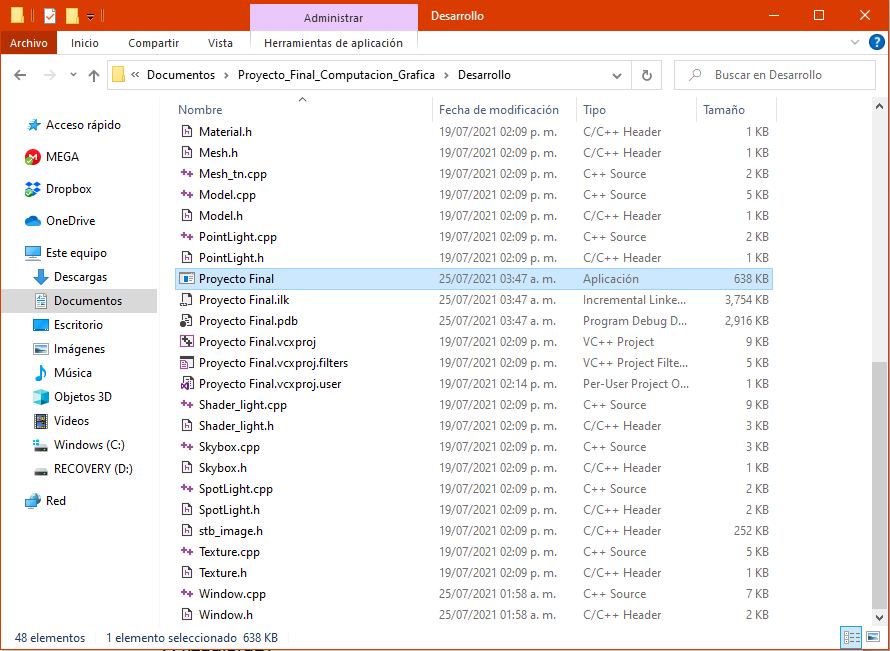 Administrar
Desarrollo
Archivo Inicio Compartir Vista Herramientas de aplicación
« Documentos › Proyecto_Final_Computacion_Grafica › Desarrollo
Buscar en Desarrollo
Acceso rápido
MEGA
Dropbox
OneDrive
Este equipo
Descargas
Documentos
Escritorio
Imágenes
Música
Objetos 3D
Videos
Windows (C:)
RECOVERY (D:)
Red
Nombre Fecha de modificación Tipo Tamaño
Material.h 19/07/2021 02:09 p. m. C/C++ Header 1 KB
Mesh.h 19/07/2021 02:09 p. m. C/C++ Header 1 KB
Mesh_tn.cpp 19/07/2021 02:09 p. m. C++ Source 2 KB
Model.cpp 19/07/2021 02:09 p. m. C++ Source 5 KB
Model.h 19/07/2021 02:09 p. m. C/C++ Header 1 KB
PointLight.cpp 19/07/2021 02:09 p. m. C++ Source 2 KB
PointLight.h 19/07/2021 02:09 p. m. C/C++ Header 1 KB
Proyecto Final 25/07/2021 03:47 a. m. Aplicación 638 KB
Proyecto Final.ilk 25/07/2021 03:47 a. m. Incremental Linke... 3,754 KB
Proyecto Final.pdb 25/07/2021 03:47 a. m. Program Debug D... 2,916 KB
Proyecto Final.vcxproj 19/07/2021 02:09 p. m. VC++ Project 9 KB
Proyecto Final.vcxproj.filters 19/07/2021 02:09 p. m. VC++ Project Filte... 5 KB
Proyecto Final.vcxproj.user 19/07/2021 02:14 p. m. Per-User Project O... 1 KB
Shader_light.cpp 19/07/2021 02:09 p. m. C++ Source 9 KB
Shader_light.h 19/07/2021 02:09 p. m. C/C++ Header 3 KB
Skybox.cpp 19/07/2021 02:09 p. m. C++ Source 3 KB
Skybox.h 19/07/2021 02:09 p. m. C/C++ Header 1 KB
SpotLight.cpp 19/07/2021 02:09 p. m. C++ Source 2 KB
SpotLight.h 19/07/2021 02:09 p. m. C/C++ Header 2 KB
stb_image.h 19/07/2021 02:09 p. m. C/C++ Header 252 KB
Texture.cpp 19/07/2021 02:09 p. m. C++ Source 5 KB
Texture.h 19/07/2021 02:09 p. m. C/C++ Header 1 KB
Window.cpp 25/07/2021 01:58 a. m. C++ Source 7 KB
Window.h 25/07/2021 01:58 a. m. C/C++ Header 2 KB
48 elementos 1 elemento seleccionado 638 KB